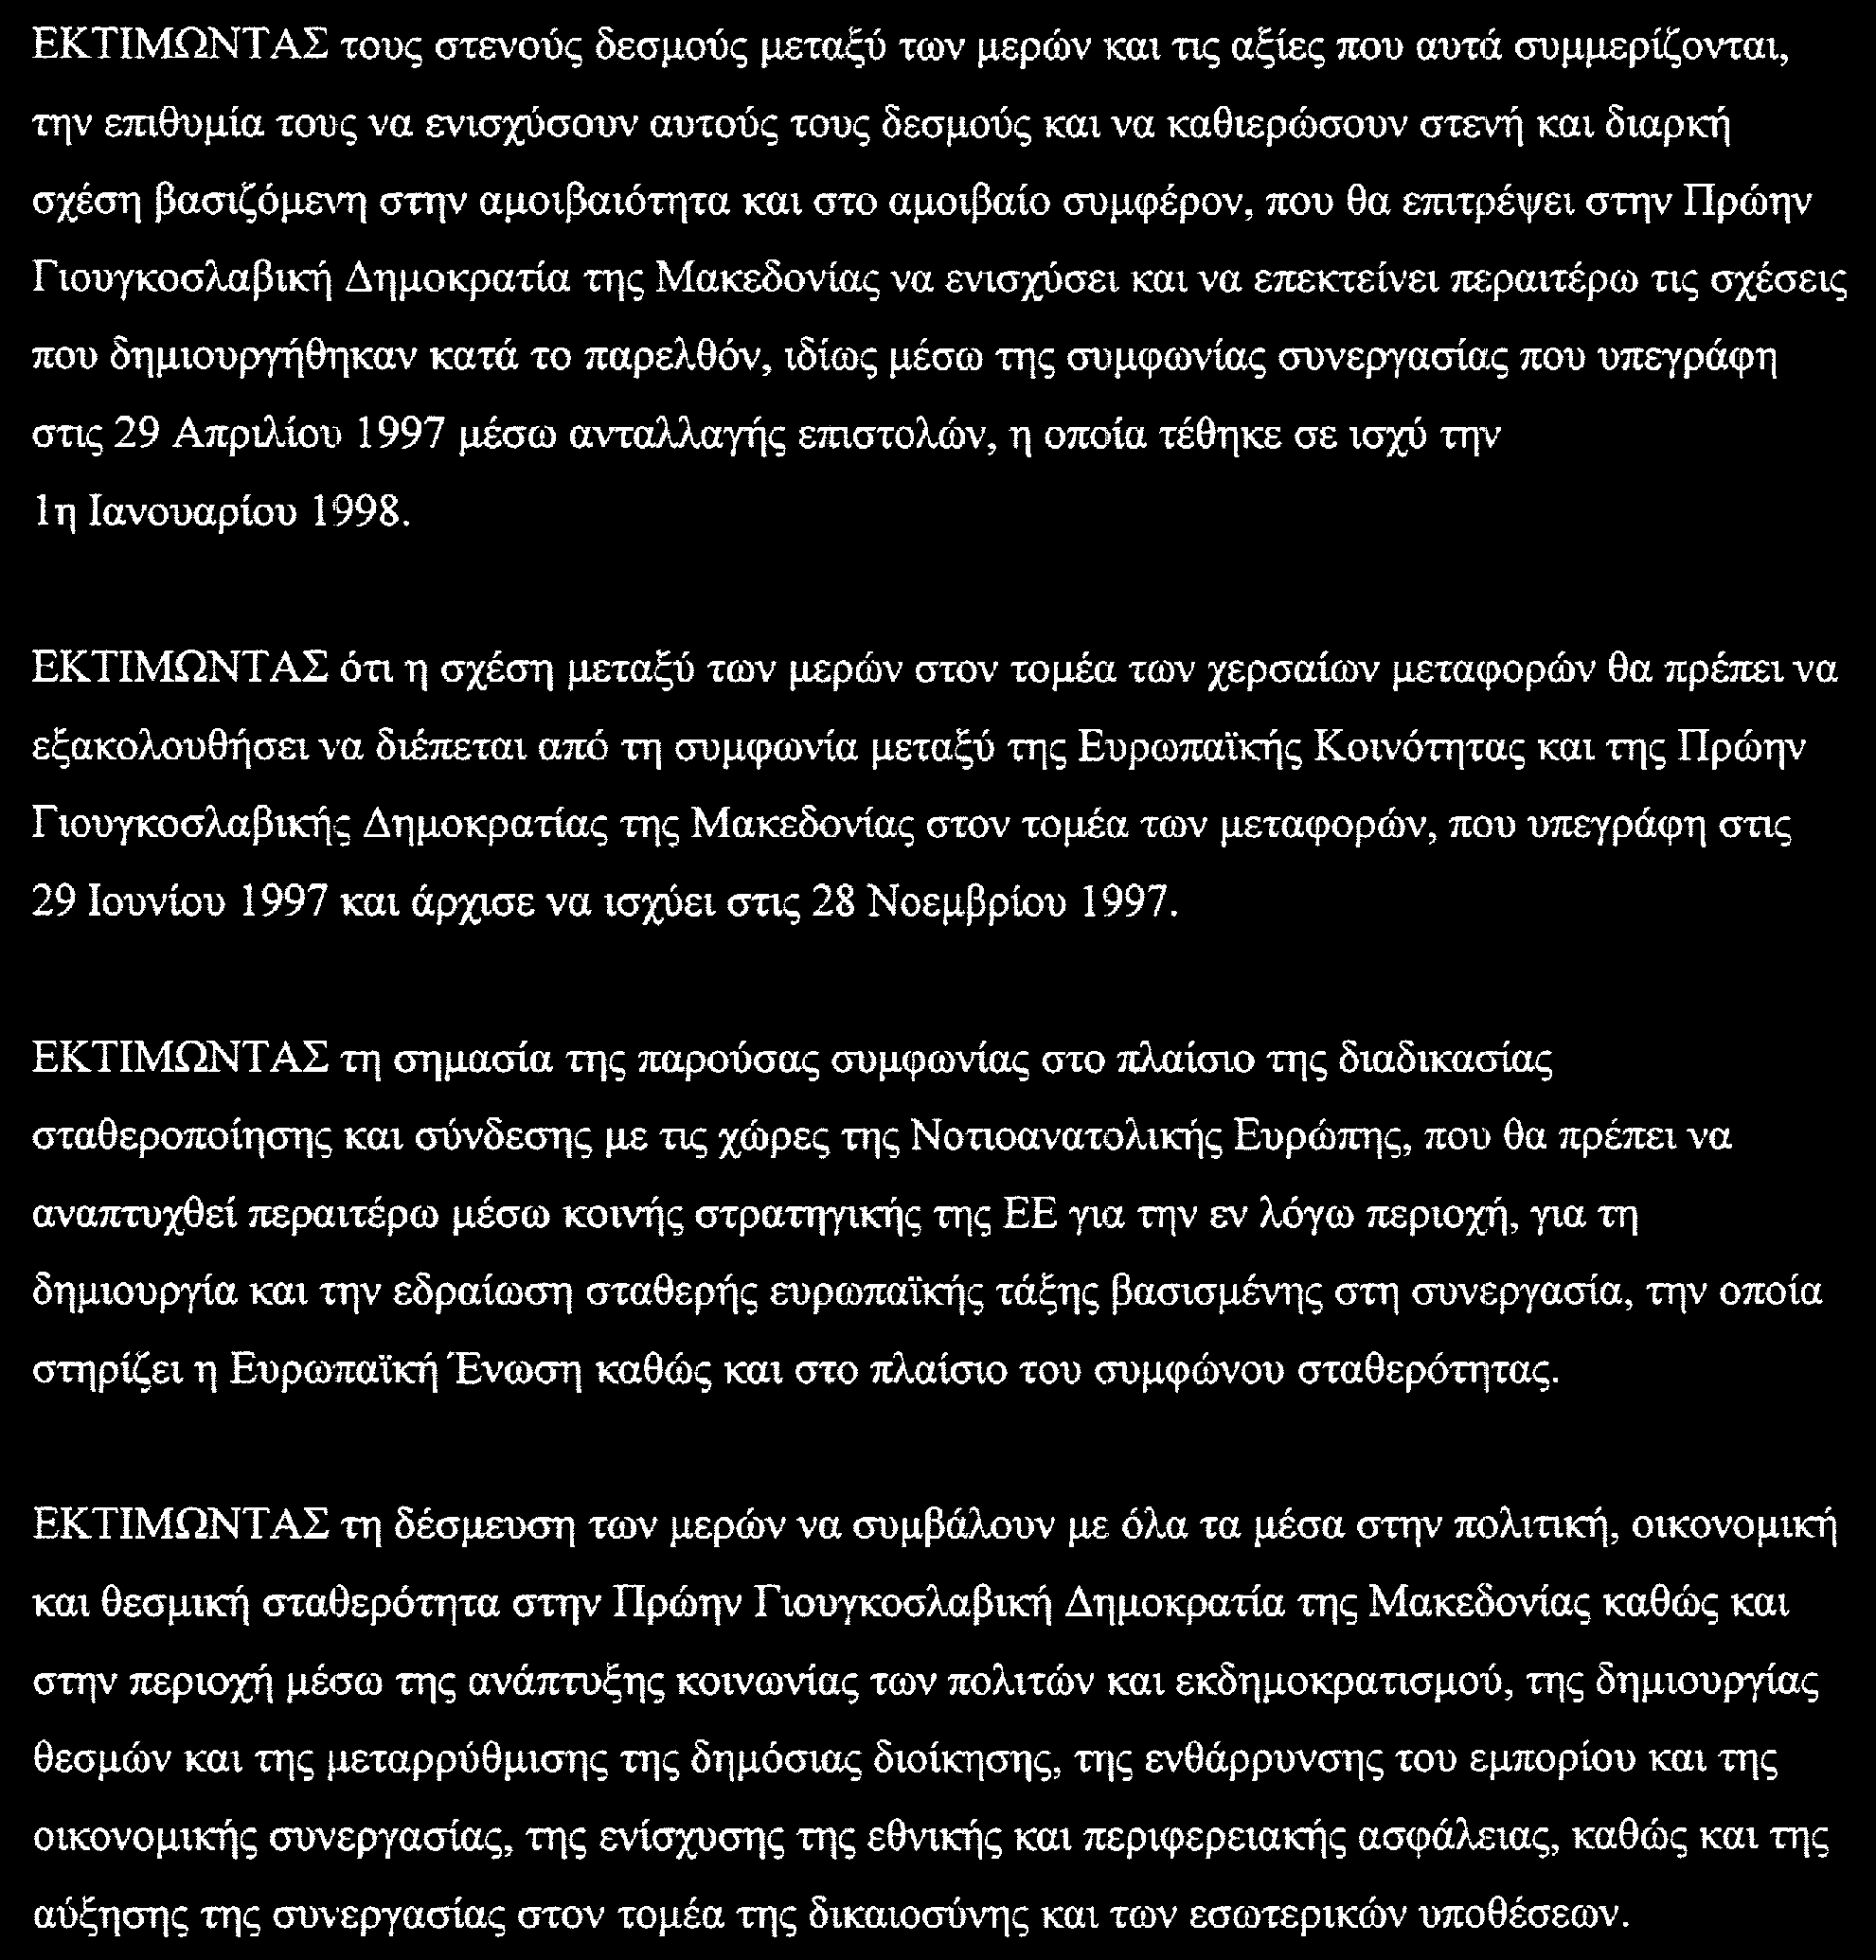 ΕΚΤΙΜΩΝΤΑΣ τους στενούς δεσμούς μεταξύ των μερών και τις αξίες που αυτά συμμερίζονται,
την επιθυμία τους να ενισχύσουν αυτούς τους δεσμούς και να καθιερώσουν στενή και διαρκή
σχέση βασιζόμενη στην αμοιβαιότητα και στο αμοιβαίο συμφέρον, που θα επιτρέψει στην Πρώην
Γιουγκοσλαβική Δημοκρατία της Μακεδονίας να ενισχύσει και να επεκτείνει περαιτέρω τις σχέσεις
που δημιουργήθηκαν κατά το παρελθόν, ιδίως μέσω της συμφωνίας συνεργασίας που υπεγράφη
στις 29 Απριλίου 1997 μέσω ανταλλαγής επιστολών, η οποία τέθηκε σε ισχύ την
1η Ιανουαρίου 1998.
ΕΚΤΙΜΩΝΤΑΣ ότι η σχέση μεταξύ των μερών στον τομέα των χερσαίων μεταφορών θα πρέπει να
εξακολουθήσει να διέπεται από τη συμφωνία μεταξύ της Ευρωπαϊκής Κοινότητας και της Πρώην
Γιουγκοσλαβικής Δημοκρατίας της Μακεδονίας στον τομέα των μεταφορών, που υπεγράφη στις
29 Ιουνίου 1997 και άρχισε να ισχύει στις 28 Νοεμβρίου 1997.
ΕΚΤΙΜΩΝΤΑΣ τη σημασία της παρούσας συμφωνίας στο πλαίσιο της διαδικασίας
σταθεροποίησης και σύνδεσης με τις χώρες της Νοτιοανατολικής Ευρώπης, που θα πρέπει να
αναπτυχθεί περαιτέρω μέσω κοινής στρατηγικής της ΕΕ για την εν λόγω περιοχή, για τη
δημιουργία και την εδραίωση σταθερής ευρωπαϊκής τάξης βασισμένης στη συνεργασία, την οποία
στηρίζει η Ευρωπαϊκή Ένωση καθώς και στο πλαίσιο του συμφώνου σταθερότητας.
ΕΚΤΙΜΩΝΤΑΣ τη δέσμευση των μερών να συμβάλουν με όλα τα μέσα στην πολιτική, οικονομική
και θεσμική σταθερότητα στην Πρώην Γιουγκοσλαβική Δημοκρατία της Μακεδονίας καθώς και
στην περιοχή μέσω της ανάπτυξης κοινωνίας των πολιτών και εκδημοκρατισμού, της δημιουργίας
θεσμών και της μεταρρύθμισης της δημόσιας διοίκησης, της ενθάρρυνσης του εμπορίου και της
οικονομικής συνεργασίας, της ενίσχυσης της εθνικής και περιφερειακής ασφάλειας, καθώς και της
αύξησης της συνεργασίας στον τομέα της δικαιοσύνης και των εσωτερικών υποθέσεων.